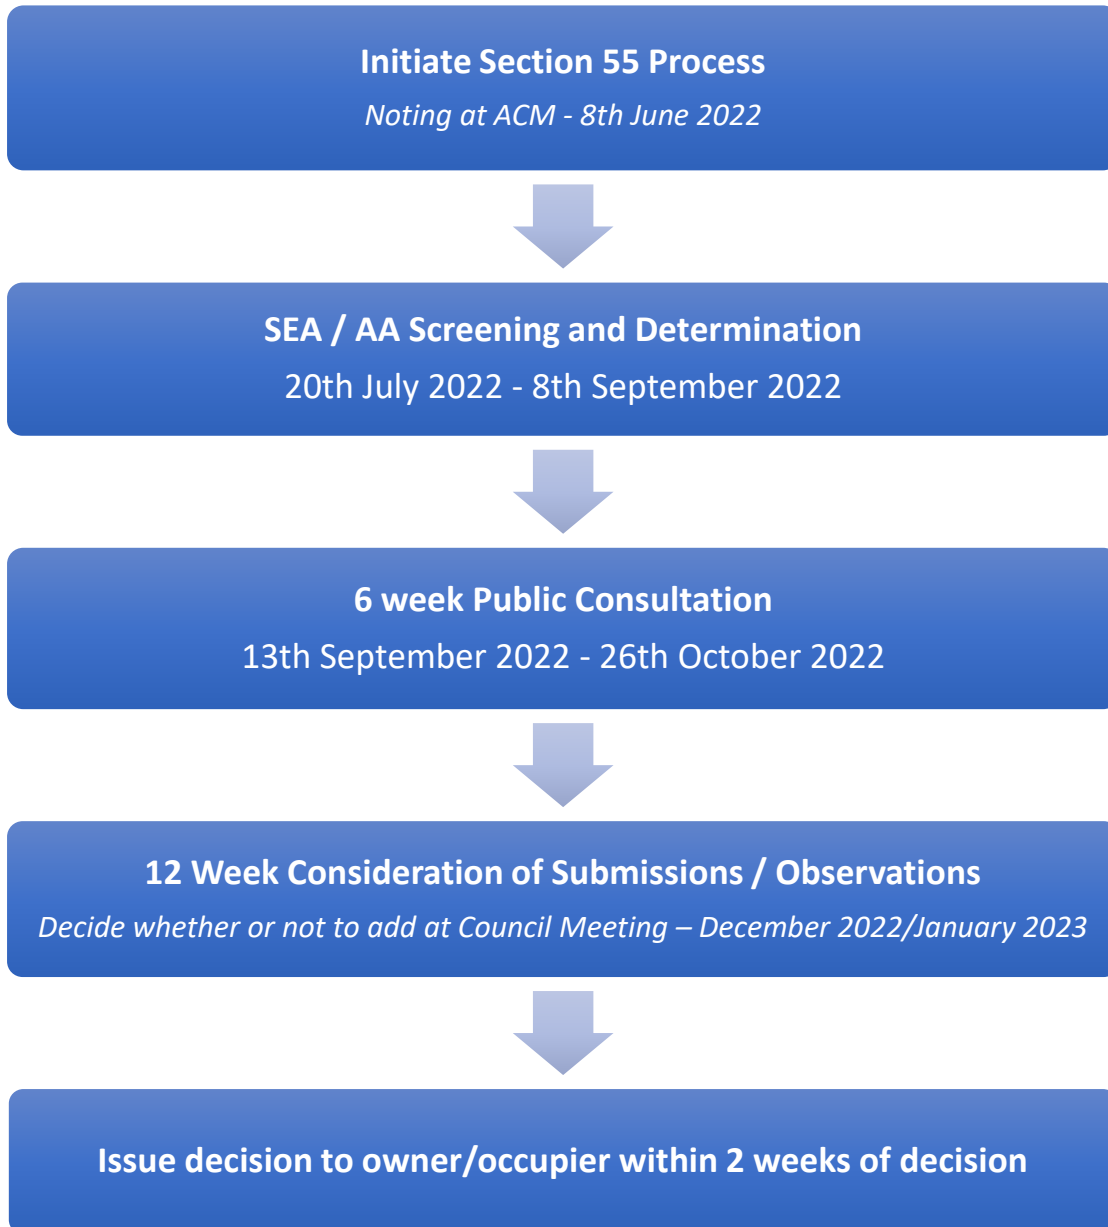 Initiate Section 55 Process
Noting at ACM - 8th June 2022
SEA / AA Screening and Determination
20th July 2022 - 8th September 2022
6 week Public Consultation
13th September 2022 - 26th October 2022
12 Week Consideration of Submissions / Observations
Decide whether or not to add at Council Meeting – December 2022/January 2023
Issue decision to owner/occupier within 2 weeks of decision